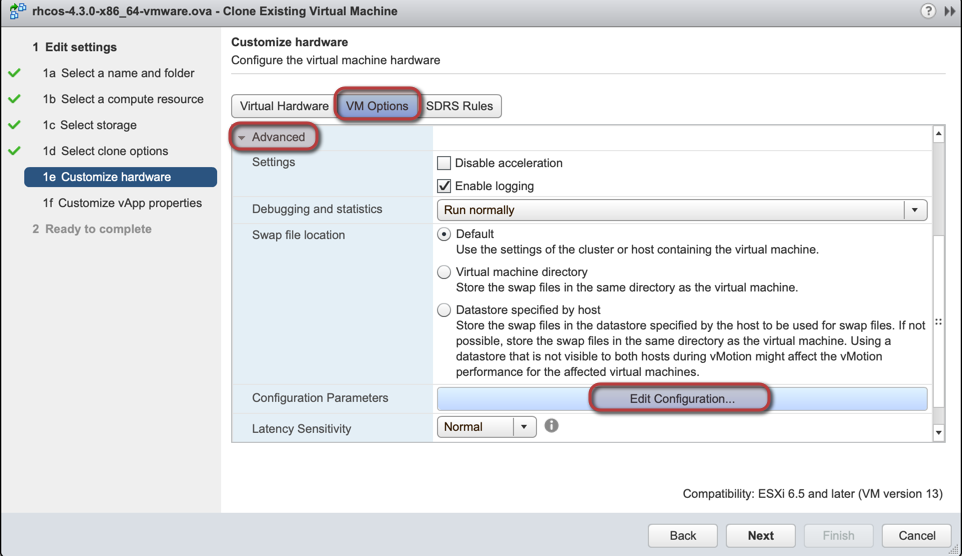 rhcos-4.3.0-x86_64-vmware.ova - Clone Existing Virtual Machine
1 Edit settings
1a Select a name and folder
1b Select a compute resource
1c Select storage
1d Select clone options
1e Customize hardware
1f Customize vApp properties
2 Ready to complete
Customize hardware
Configure the virtual machine hardware
Virtual Hardware VM Options SDRS Rules
Advanced
Settings
Disable acceleration
Enable logging
Debugging and statistics
Run normally
Swap file location
Default
Use the settings of the cluster or host containing the virtual machine.
Virtual machine directory
Store the swap files in the same directory as the virtual machine.
Datastore specified by host
Store the swap files in the datastore specified by the host to be used for swap files. If not
possible, store the swap files in the same directory as the virtual machine. Using a
datastore that is not visible to both hosts during vMotion might affect the vMotion
performance for the affected virtual machines.
Configuration Parameters
Edit Configuration...
Latency Sensitivity
Normal
Compatibility: ESXi 6.5 and later (VM version 13)
Back Next Finish Cancel